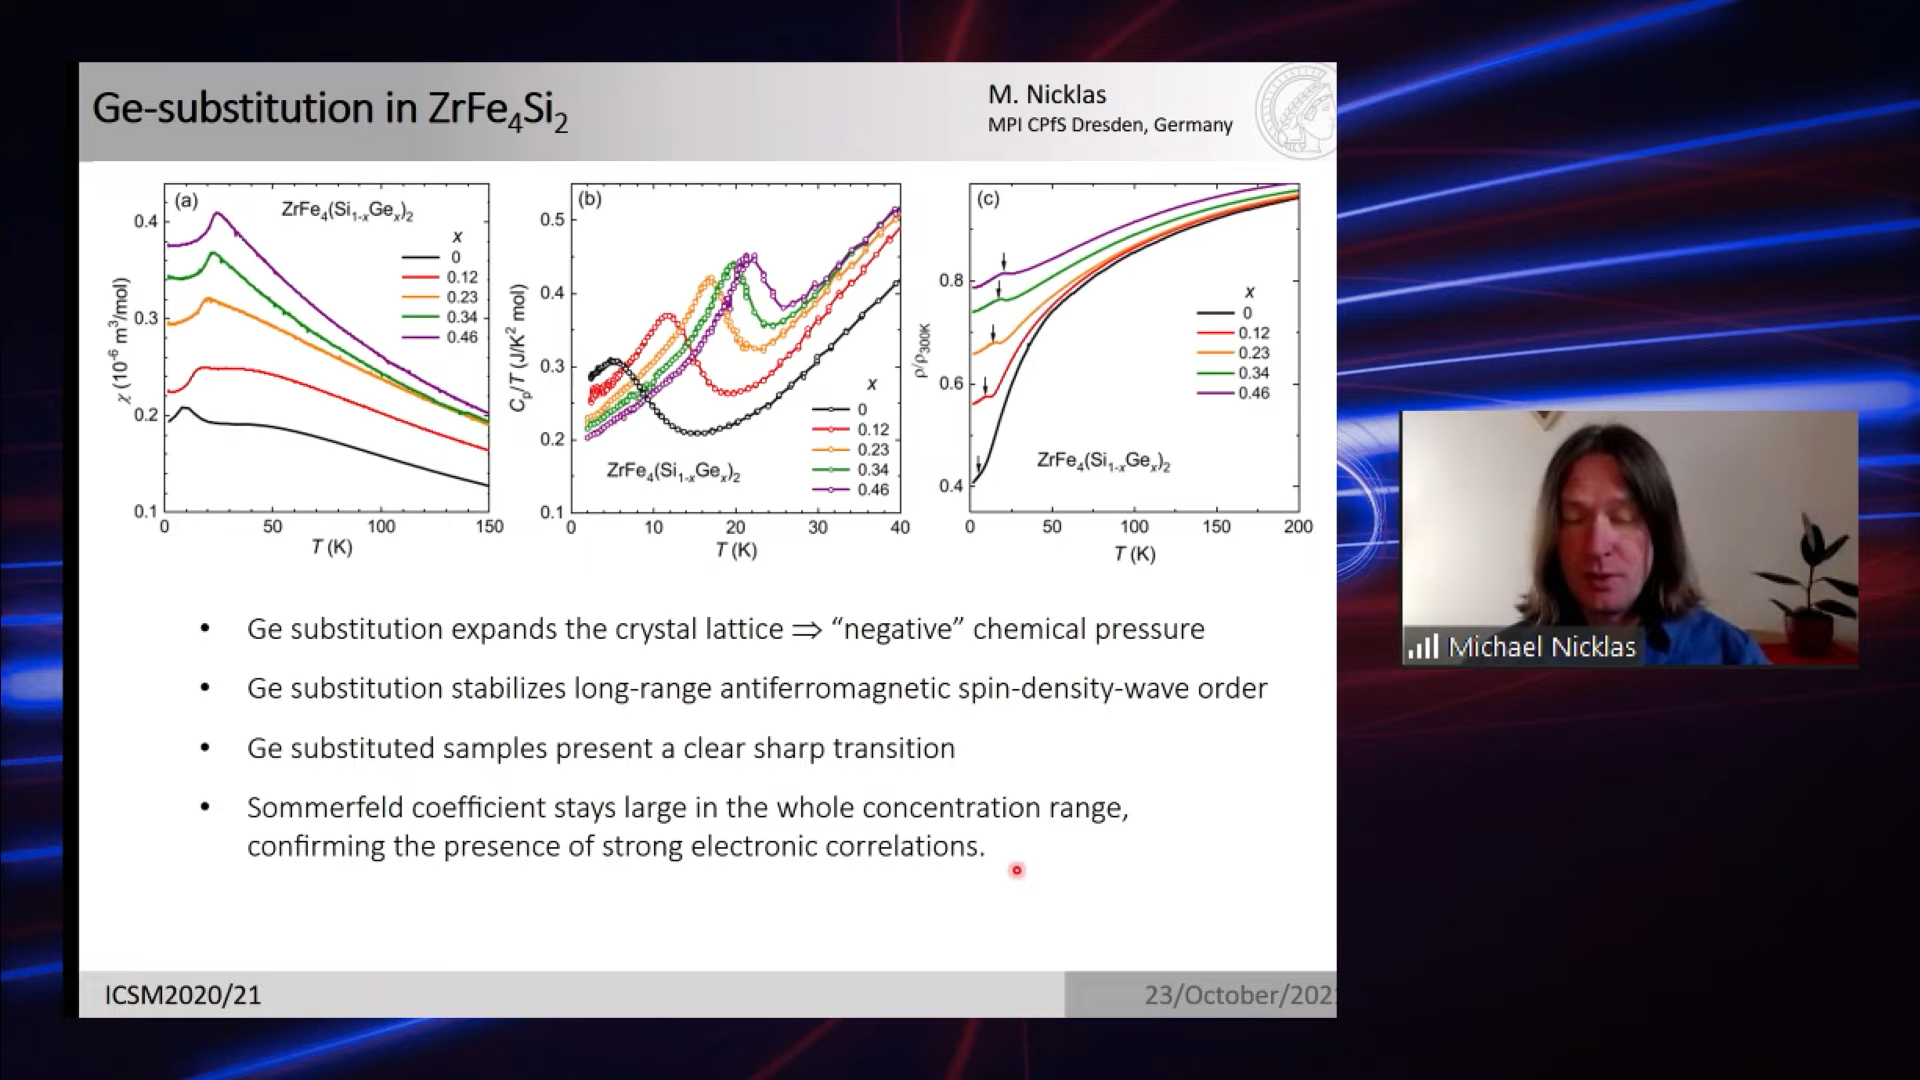 Ge-substitution in ZrFe4Si2
M. Nicklas
MPI CPfS Dresden, Germany
(a)
ZrFe4(Si1-xGex)2
x
0
0.12
0.23
0.34
0.46
0.4
0.3
0.2
0.1
χ (10-6 m3/mol)
0 50 100 150
T (K)
(b)
0.5
0.4
0.3
0.2
0.1
Cp/T (J/K2 mol)
x
0
0.12
0.23
0.34
0.46
ZrFe4(Si1-xGex)2
0 10 20 30 40
T (K)
(c)
0.8
0.6
0.4
ρ/ρ300K
x
0
0.12
0.23
0.34
0.46
ZrFe4(Si1-xGex)2
0 50 100 150 200
T (K)
• Ge substitution expands the crystal lattice ⇒ “negative” chemical pressure
• Ge substitution stabilizes long-range antiferromagnetic spin-density-wave order
• Ge substituted samples present a clear sharp transition
• Sommerfeld coefficient stays large in the whole concentration range,
confirming the presence of strong electronic correlations.
Michael Nicklas
ICSM2020/21
23/October/202